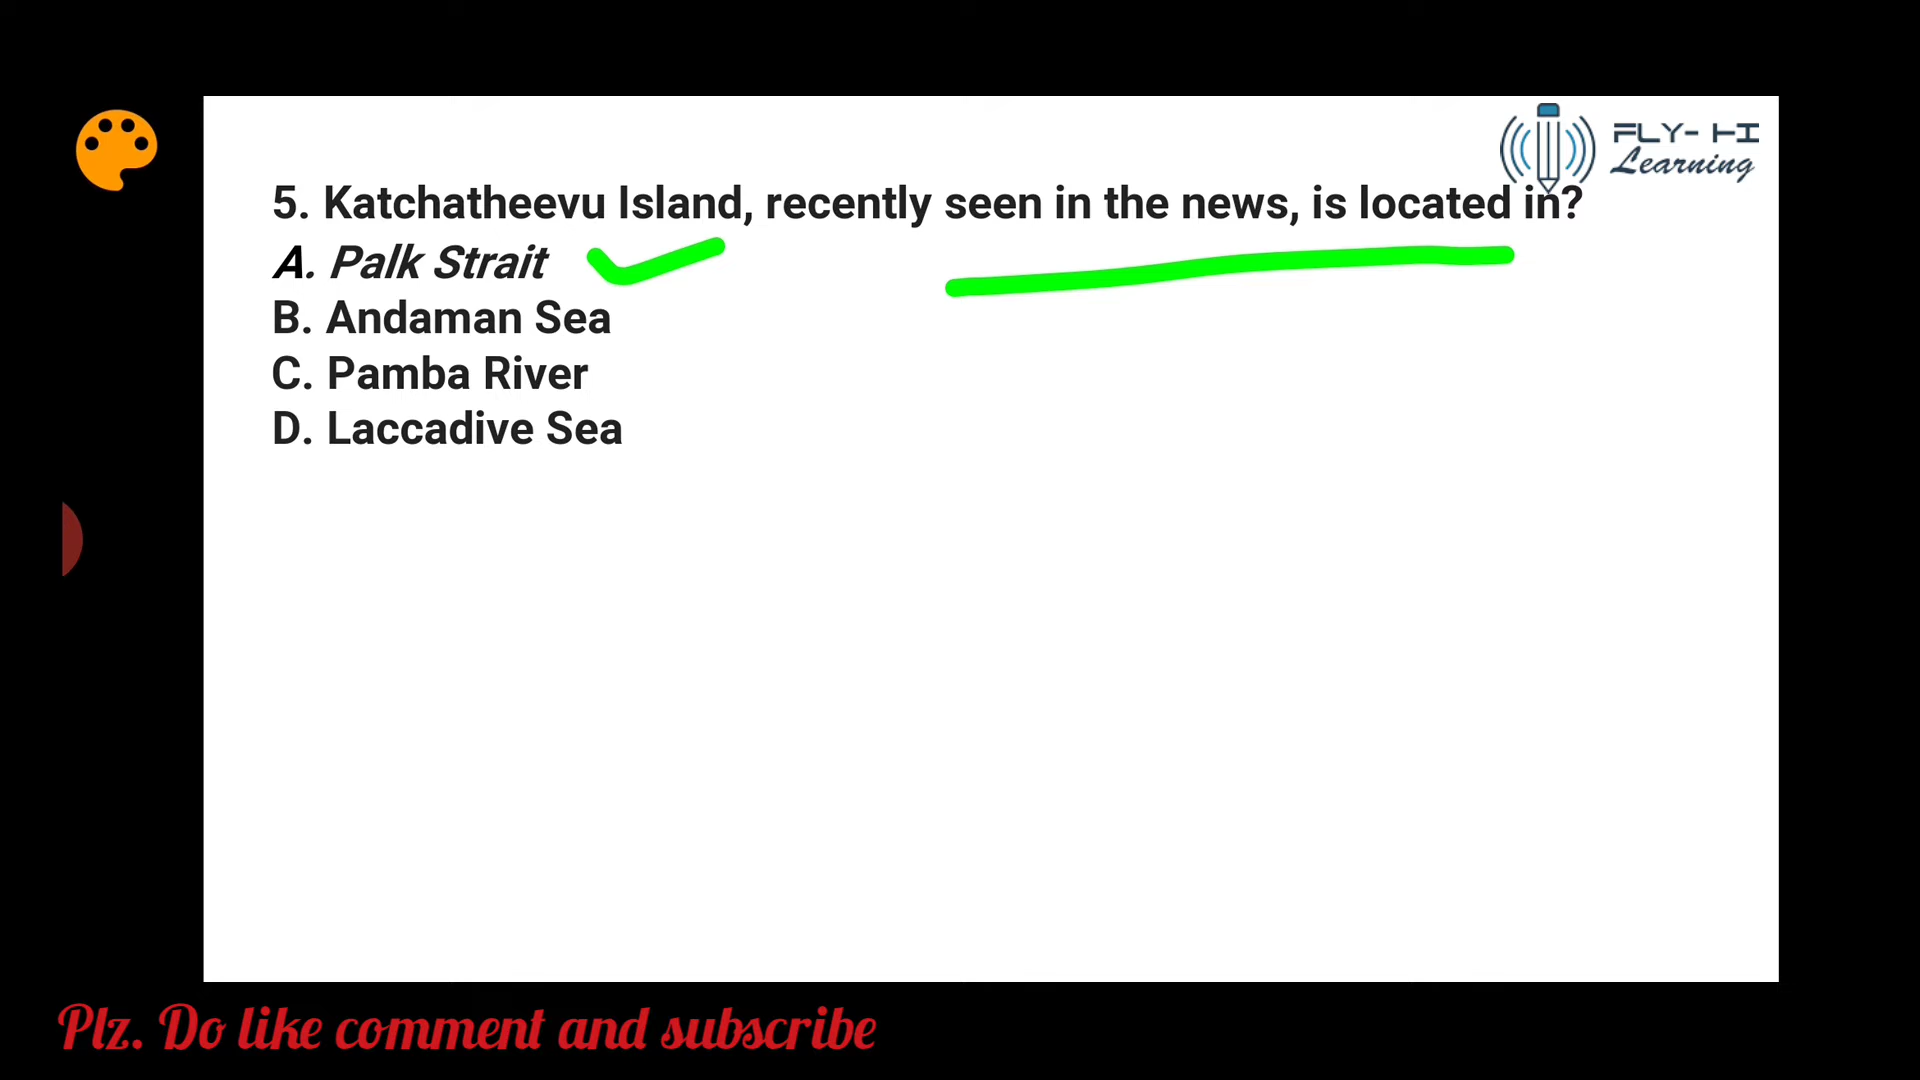 FLY- HI
Learning
5. Katchatheevu Island, recently seen in the news, is located in?
A. Palk Strait
B. Andaman Sea
C. Pamba River
D. Laccadive Sea
Plz. Do like comment and subscribe